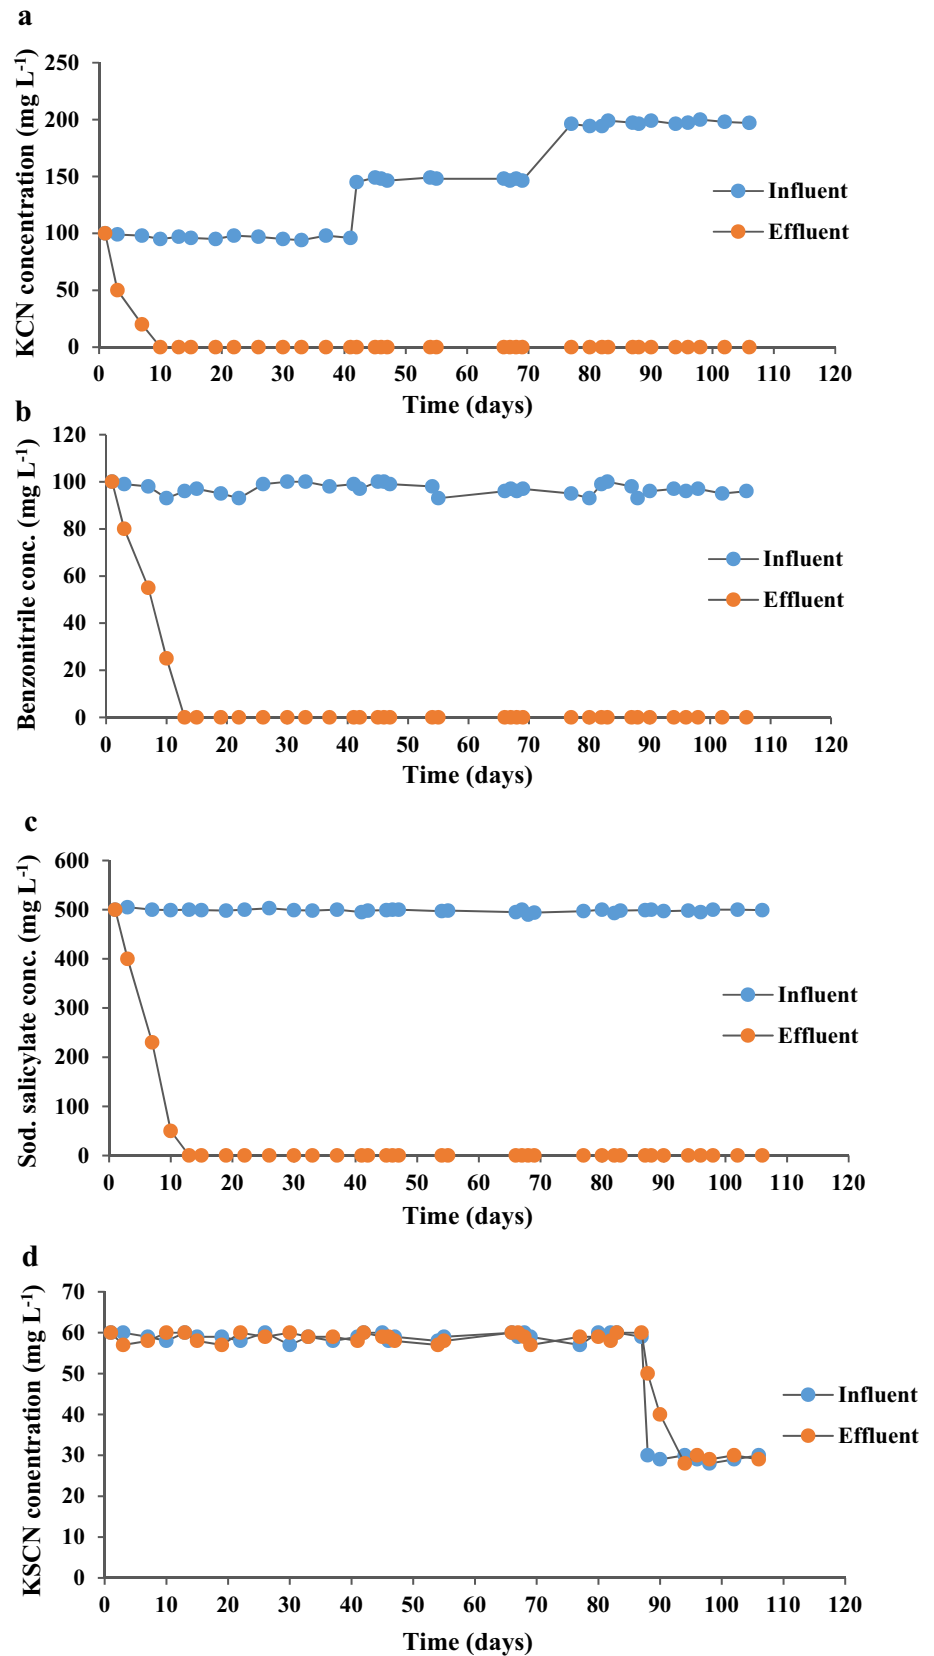 a
KCN concentration (mg L-1)
250
200
150
100
50
0
0 10 20 30 40 50 60 70 80 90 100 110 120
Time (days)
Influent
Effluent
b
Benzonitrile conc. (mg L-1)
120
100
80
60
40
20
0
0 10 20 30 40 50 60 70 80 90 100 110 120
Time (days)
Influent
Effluent
c
Sod. salicylate conc. (mg L-1)
600
500
400
300
200
100
0
0 10 20 30 40 50 60 70 80 90 100 110 120
Time (days)
Influent
Effluent
d
KSCN conentration (mg L-1)
70
60
50
40
30
20
10
0
0 10 20 30 40 50 60 70 80 90 100 110 120
Time (days)
Influent
Effluent